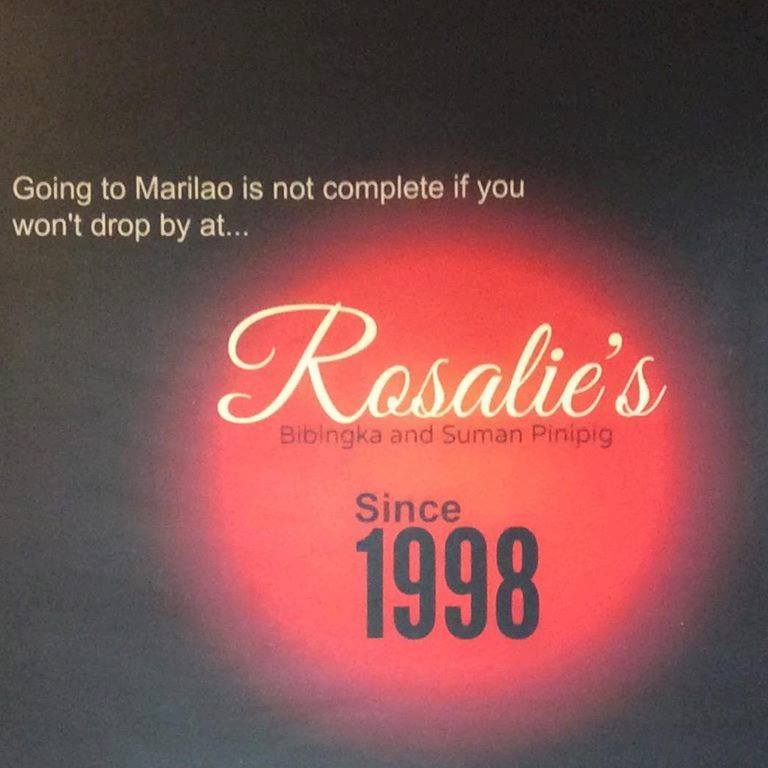 Going to Marilao is not complete if you
won't drop by at...
Rosalie's
Bibingka and Suman Pinipig
Since
1998